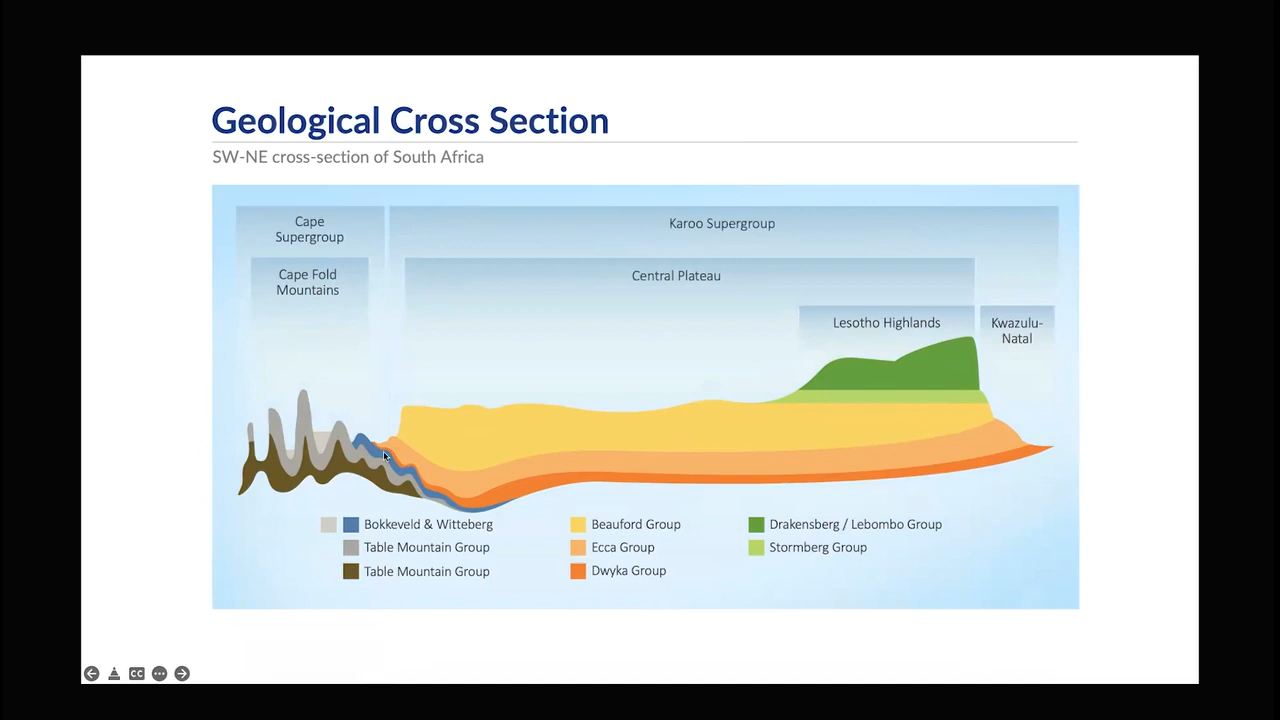 Geological Cross Section
SW-NE cross-section of South Africa
Cape
Supergroup
Karoo Supergroup
Cape Fold
Mountains
Central Plateau
Lesotho Highlands
Kwazulu-
Natal
Bokkeveld & Witteberg
Table Mountain Group
Table Mountain Group
Beauford Group
Ecca Group
Dwyka Group
Drakensberg / Lebombo Group
Stormberg Group
CC